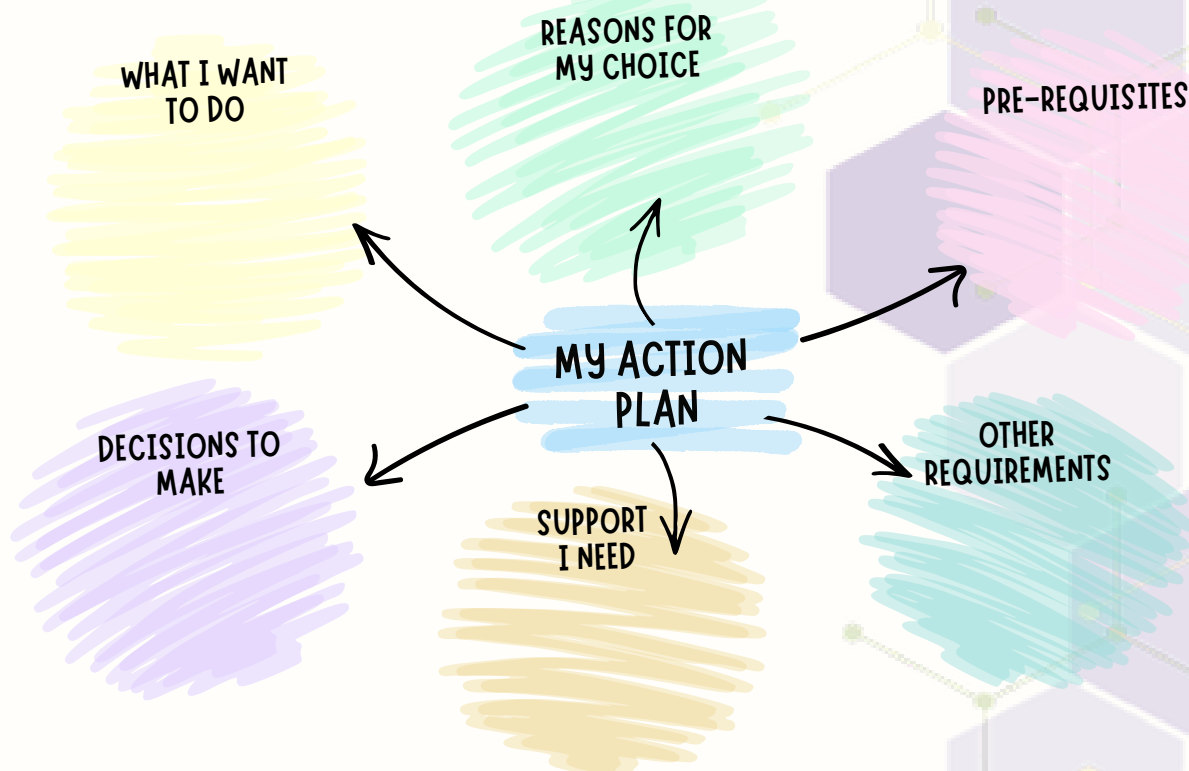 REASONS FOR
MY CHOICE
WHAT I WANT
TO DO
PRE-REQUISITES
MY ACTION
PLAN
DECISIONS TO
MAKE
OTHER
REQUIREMENTS
SUPPORT
I NEED